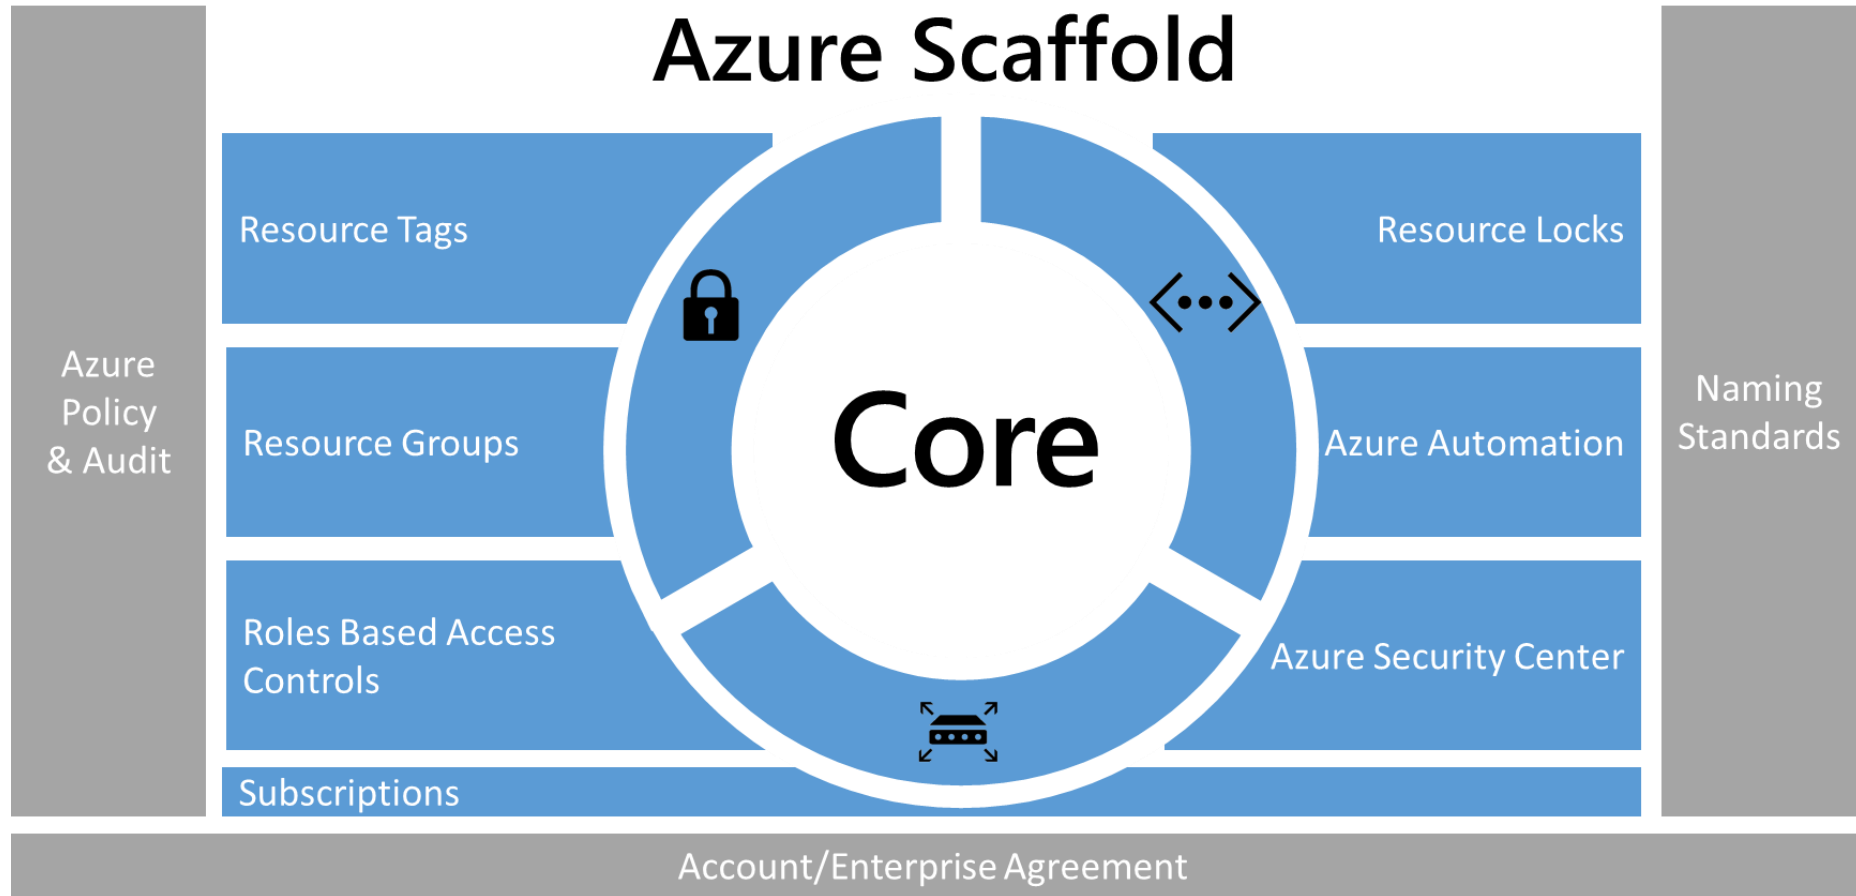 Azure Scaffold
Resource Tags
Resource Locks
Azure
Policy
& Audit
Resource Groups
Core
Azure Automation
Naming
Standards
Roles Based Access
Controls
Azure Security Center
Subscriptions
Account/Enterprise Agreement